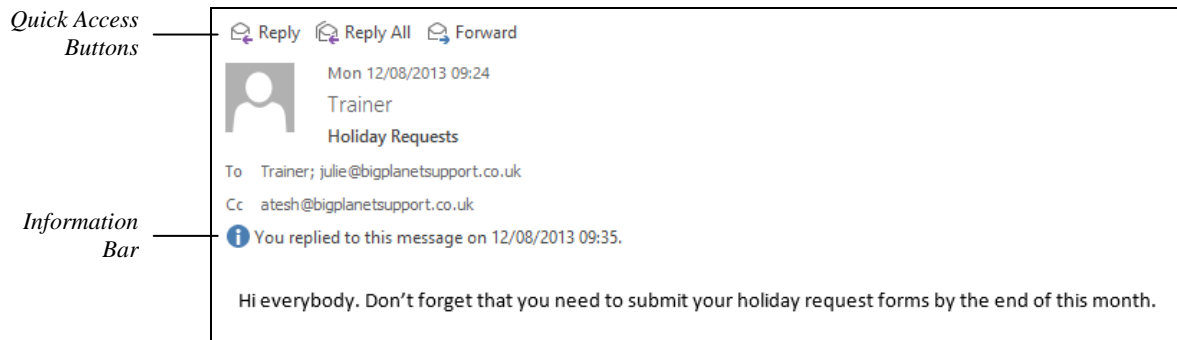 Quick Access
Buttons
Reply Reply All Forward
Mon 12/08/2013 09:24
Trainer
Holiday Requests
To Trainer; julie@bigplanetsupport.co.uk
Cc atesh@bigplanetsupport.co.uk
Information
Bar
You replied to this message on 12/08/2013 09:35.
Hi everybody. Don't forget that you need to submit your holiday request forms by the end of this month.